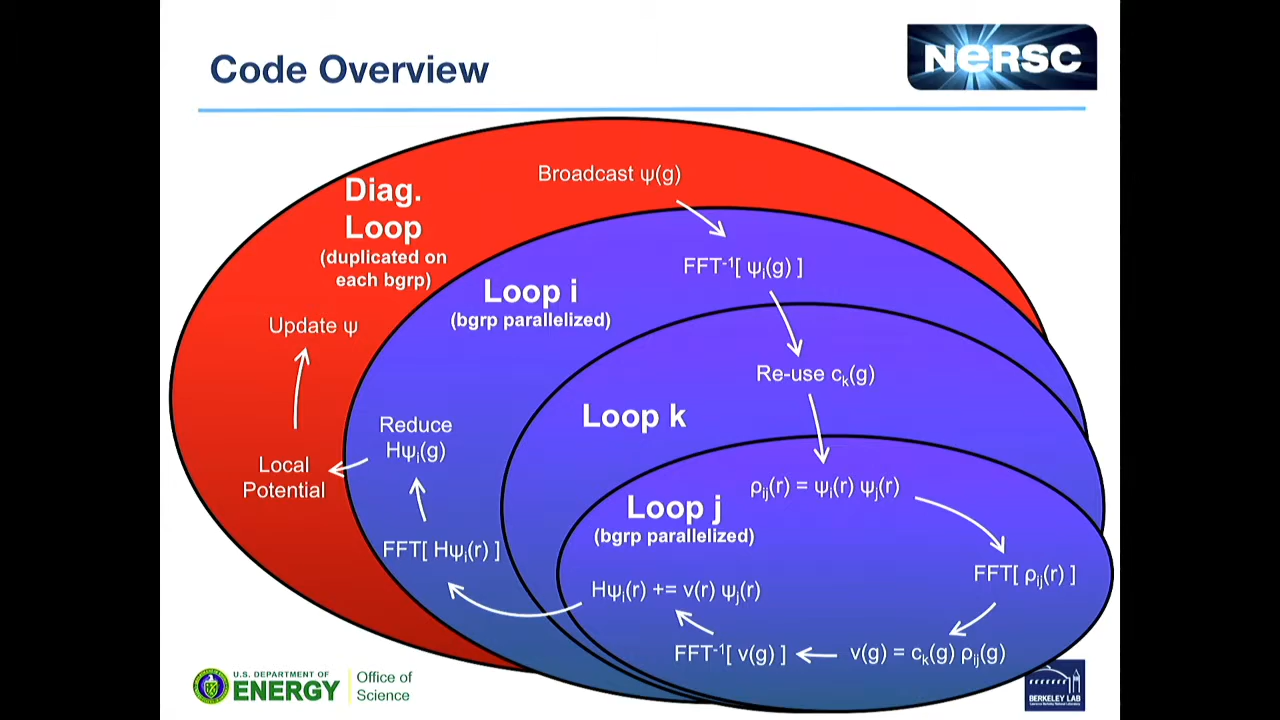 Code Overview
NERSC
Broadcast ψ(g)
Diag.
Loop
(duplicated on
each bgrp)
FFT⁻¹[ ψᵢ(g) ]
Loop i
(bgrp parallelized)
Update ψ
Re-use cₖ(g)
Loop k
Reduce
Hψᵢ(g)
Local
Potential
ρᵢⱼ(r) = ψᵢ(r) ψⱼ(r)
Loop j
(bgrp parallelized)
FFT[ Hψᵢ(r) ]
FFT[ ρᵢⱼ(r) ]
Hψᵢ(r) += v(r) ψⱼ(r)
FFT⁻¹[ v(g) ]
v(g) = cₖ(g) ρᵢⱼ(g)
U.S. DEPARTMENT OF
ENERGY
Office of
Science
BERKELEY LAB